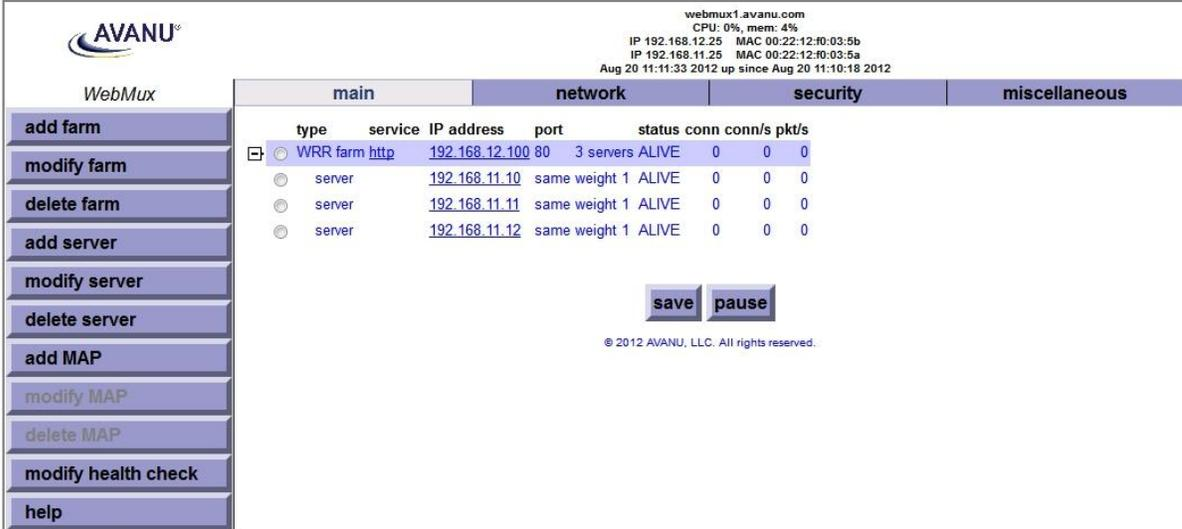 AVANU®
webmux1.avanu.com
CPU: 0%, mem: 4%
IP 192.168.12.25 MAC 00:22:12:f0:03:5b
IP 192.168.11.25 MAC 00:22:12:f0:03:5a
Aug 20 11:11:33 2012 up since Aug 20 11:10:18 2012
WebMux
main network security miscellaneous
add farm
modify farm
delete farm
add server
modify server
delete server
add MAP
modify MAP
delete MAP
modify health check
help
type service IP address port status conn conn/s pkt/s
WRR farm http 192.168.12.100 80 3 servers ALIVE 0 0 0
server 192.168.11.10 same weight 1 ALIVE 0 0 0
server 192.168.11.11 same weight 1 ALIVE 0 0 0
server 192.168.11.12 same weight 1 ALIVE 0 0 0
save pause
© 2012 AVANU, LLC. All rights reserved.